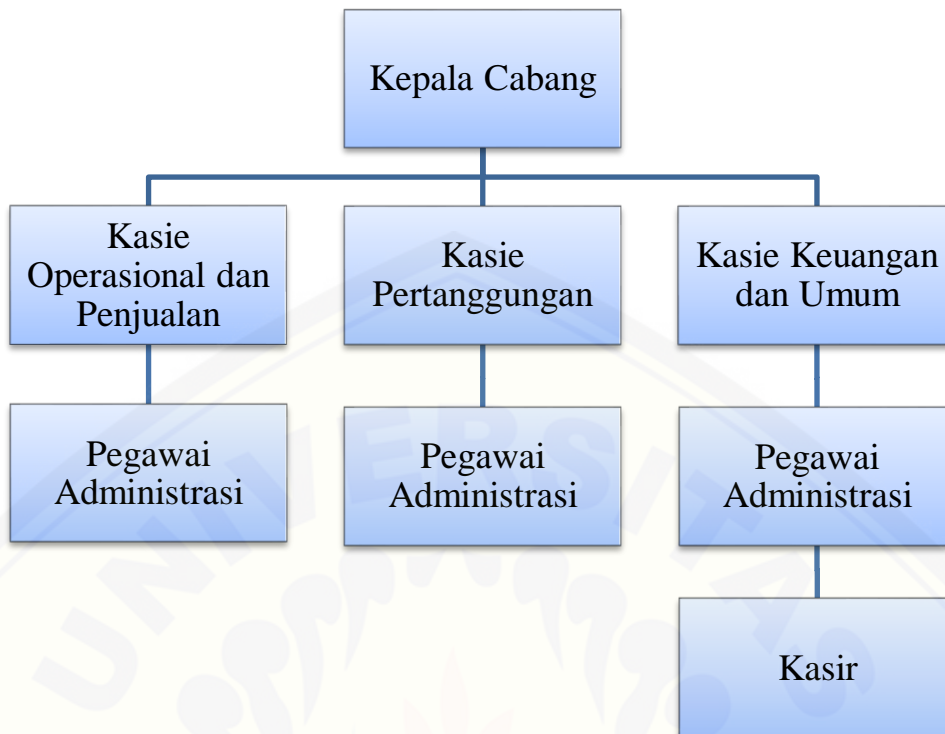 Kepala Cabang
Kasie
Operasional dan
Penjualan
Kasie
Pertanggungan
Kasie Keuangan
dan Umum
Pegawai
Administrasi
Pegawai
Administrasi
Pegawai
Administrasi
Kasir
UNIVERSITAS